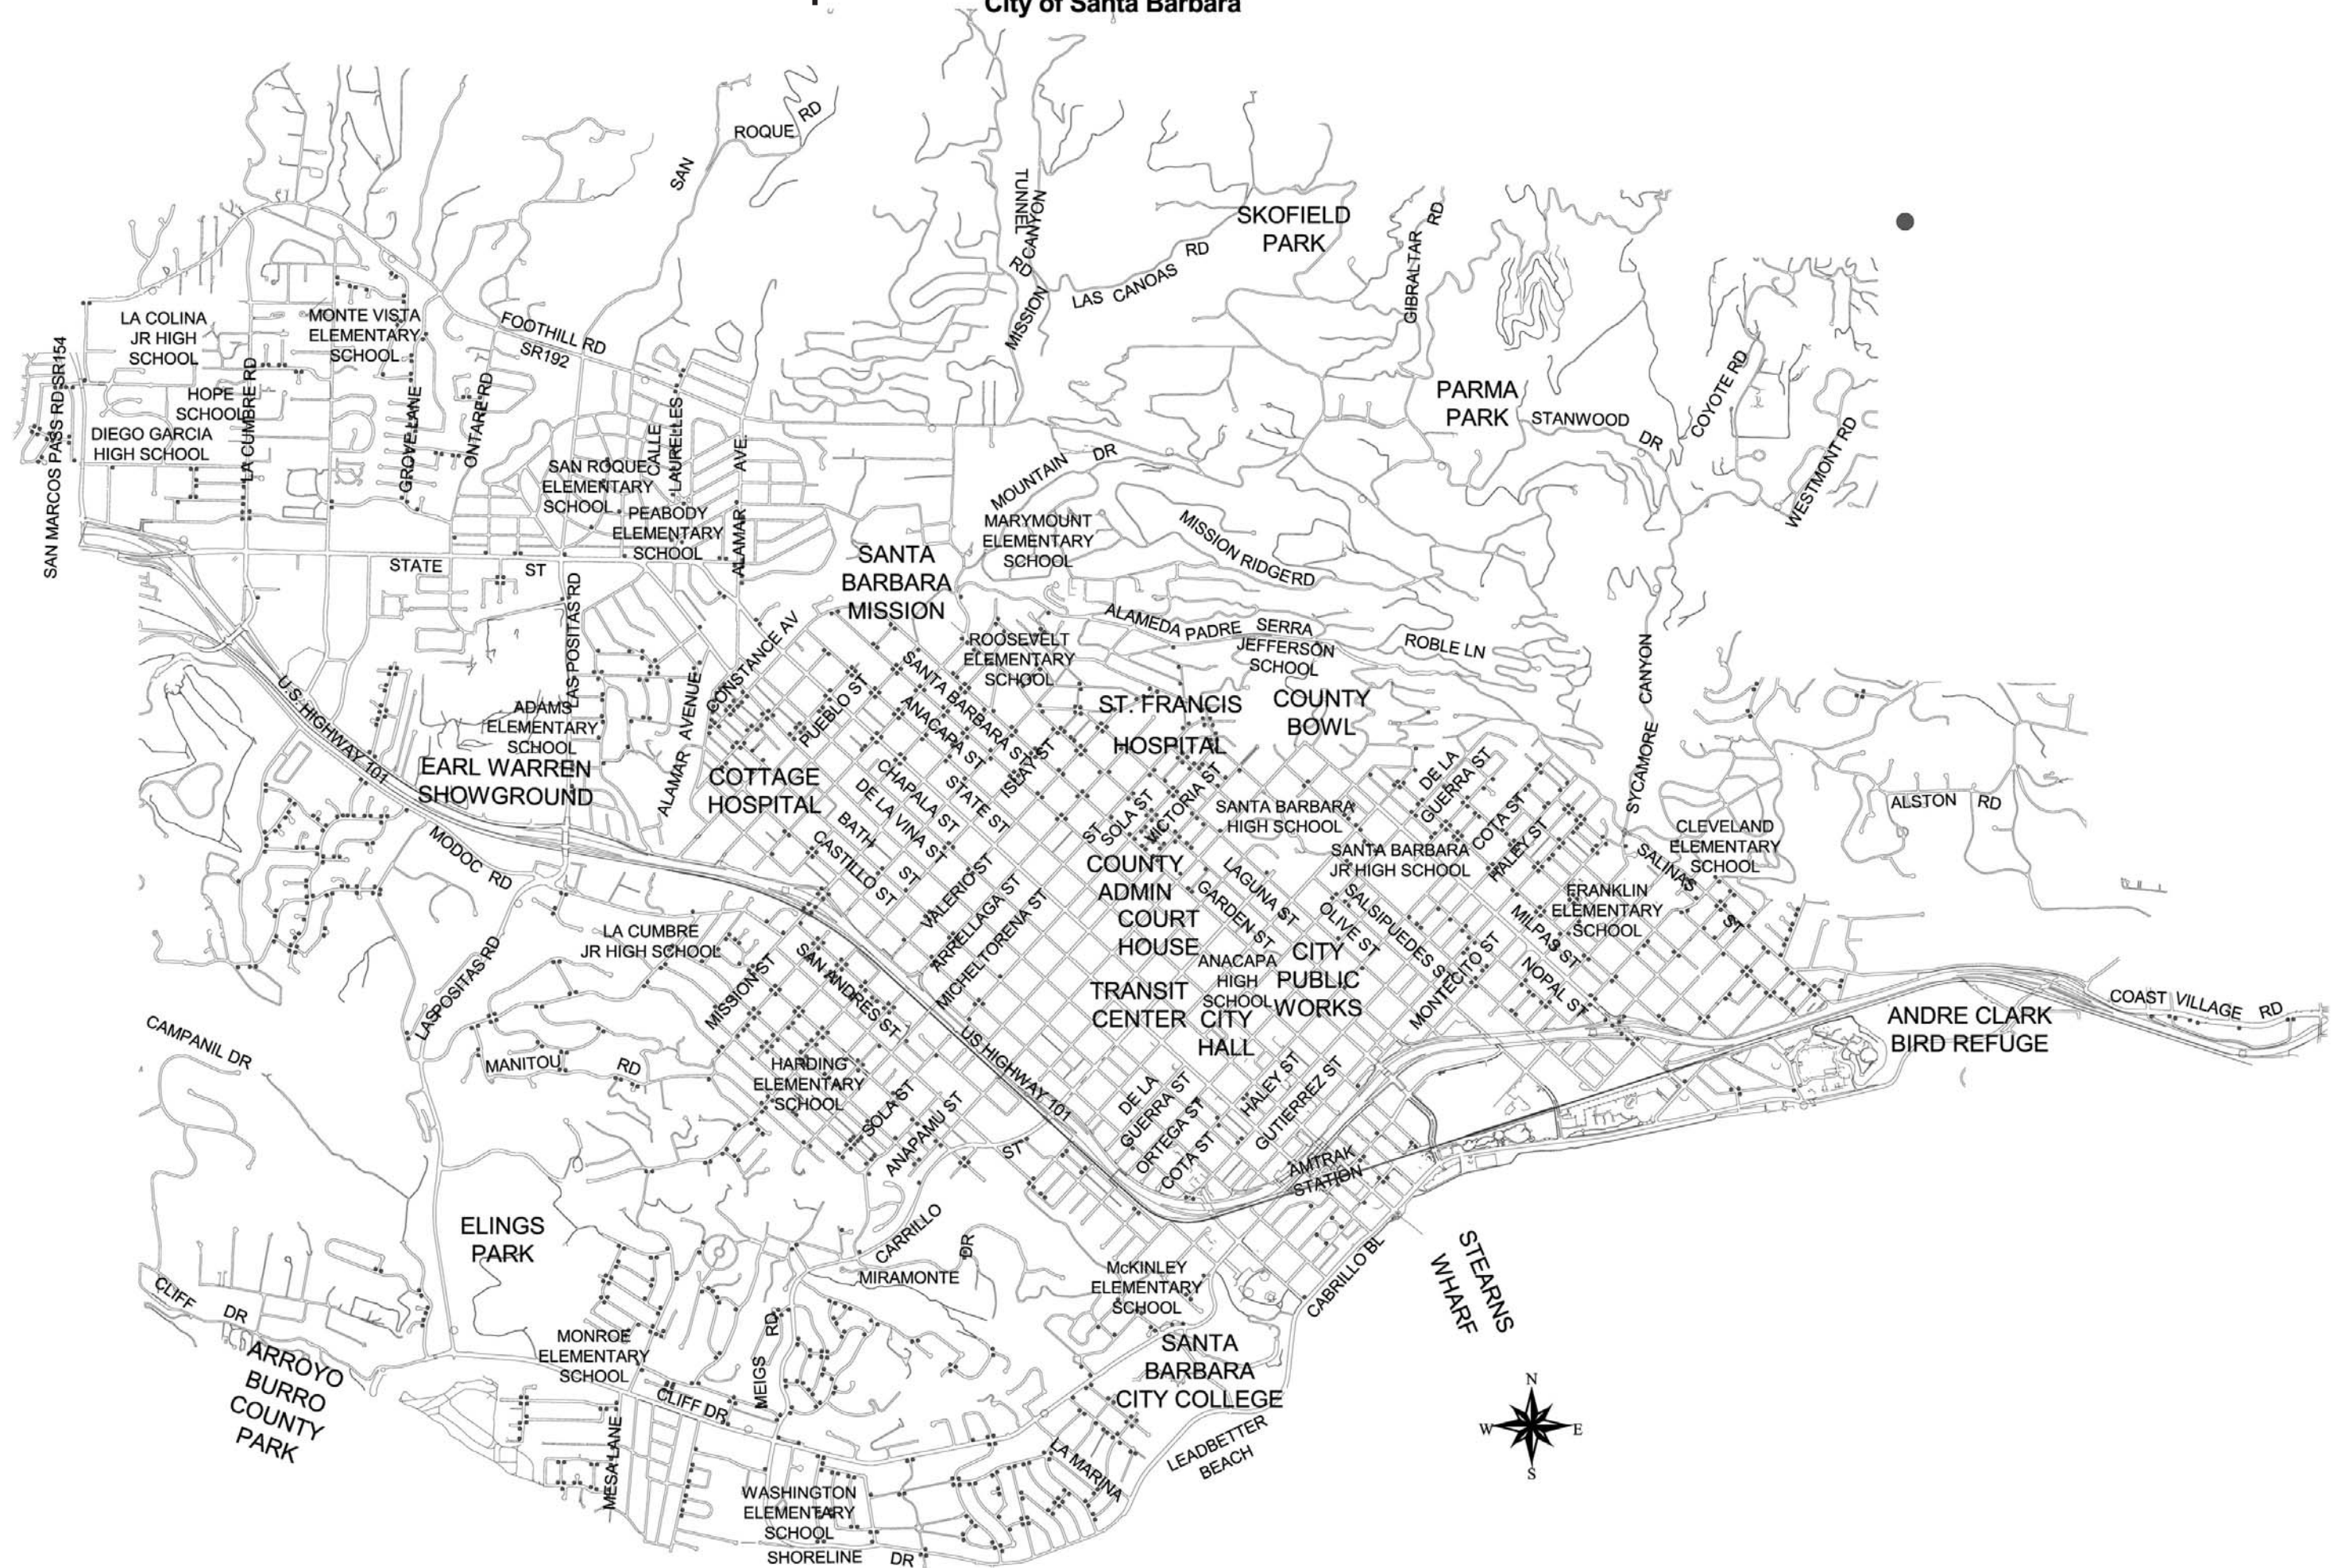 City of Santa Barbara
SAN
ROQUE
RD
TUNNEL
RD
MISSION
CANYON
LAS CANOAS
RD
SKOFIELD
PARK
GIBRALTAR
RD
LA COLINA
JR HIGH
SCHOOL
MONTE VISTA
ELEMENTARY
SCHOOL
FOOTHILL RD
SR192
SAN MARCOS PASS RD SR154
HOPE
SCHOOL
DIEGO GARCIA
HIGH SCHOOL
LA CUMBRE RD
GROVE LANE
ONTARE RD
SAN ROQUE
ELEMENTARY
SCHOOL
CALLE
LAURELLES
PEABODY
ELEMENTARY
SCHOOL
ALAMAR
AVE.
PARMA
PARK
STANWOOD
DR
COYOTE RD
WESTMONT RD
MOUNTAIN
DR
MARYMOUNT
ELEMENTARY
SCHOOL
MISSION RIDGE RD
STATE
ST
SANTA
BARBARA
MISSION
LAS POSITAS RD
ROOSEVELT
ELEMENTARY
SCHOOL
ALAMEDA PADRE SERRA
JEFFERSON
SCHOOL
ROBLE LN
SYCAMORE CANYON
U.S. HIGHWAY 101
ADAMS
ELEMENTARY
SCHOOL
EARL WARREN
SHOWGROUND
ALAMAR AVENUE
CONSTANCE AV
PUEBLO ST
SANTA BARBARA ST
ANACAPA ST
ISLAY ST
ST. FRANCIS
HOSPITAL
COUNTY
BOWL
COTTAGE
HOSPITAL
CHAPALA ST
STATE ST
DE LA VINA ST
BATH
ST
CASTILLO ST
ST
SOLA ST
VICTORIA ST
SANTA BARBARA
HIGH SCHOOL
DE LA
GUERRA ST
COTA ST
HALEY ST
SANTA BARBARA
JR HIGH SCHOOL
CLEVELAND
ELEMENTARY
SCHOOL
SALINAS
ST
ALSTON
RD
FRANKLIN
ELEMENTARY
SCHOOL
MODOC RD
VALERIO ST
ARRELLAGA ST
MICHELTORENA ST
COUNTY
ADMIN
COURT
HOUSE
LAGUNA ST
GARDEN ST
OLIVE ST
SALSIPUEDES ST
MILPAS ST
NOPAL ST
MONTECITO ST
LA CUMBRE
JR HIGH SCHOOL
LAS POSITAS RD
MISSION ST
SAN ANDRES ST
ANACAPA
HIGH
SCHOOL
CITY
PUBLIC
WORKS
TRANSIT
CENTER
CITY
HALL
ANDRE CLARK
BIRD REFUGE
COAST VILLAGE RD
CAMPANIL DR
MANITOU
RD
HARDING
ELEMENTARY
SCHOOL
US HIGHWAY 101
SOLA ST
ANAPAMU ST
DE LA
GUERRA ST
ORTEGA ST
COTA ST
HALEY ST
GUTIERREZ ST
AMTRAK
STATION
ELINGS
PARK
CARRILLO
ST
MIRAMONTE
DR
McKINLEY
ELEMENTARY
SCHOOL
CABRILLO BL
STEARNS
WHARF
CLIFF
DR
ARROYO
BURRO
COUNTY
PARK
MONROE
ELEMENTARY
SCHOOL
MEIGS
RD
CLIFF DR
SANTA
BARBARA
CITY COLLEGE
LEADBETTER
BEACH
LA MARINA
MESA LANE
WASHINGTON
ELEMENTARY
SCHOOL
SHORELINE
DR
N
W
E
S